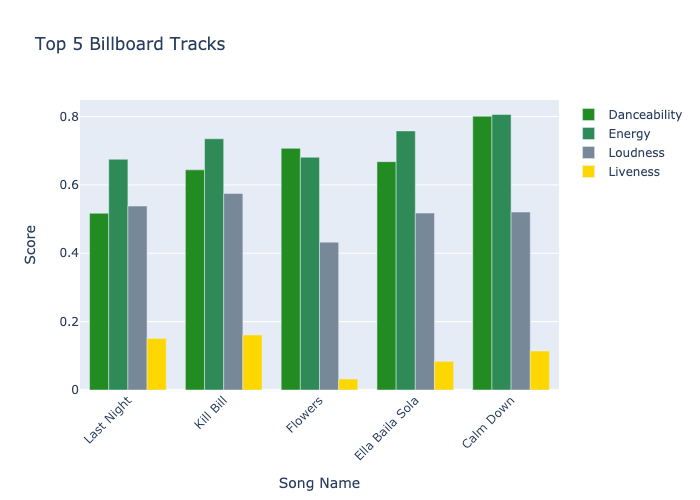 Top 5 Billboard Tracks
Danceability
Energy
Loudness
Liveness
Score
0.8
0.6
0.4
0.2
0
Last Night
Kill Bill
Flowers
Ella Baila Sola
Calm Down
Song Name